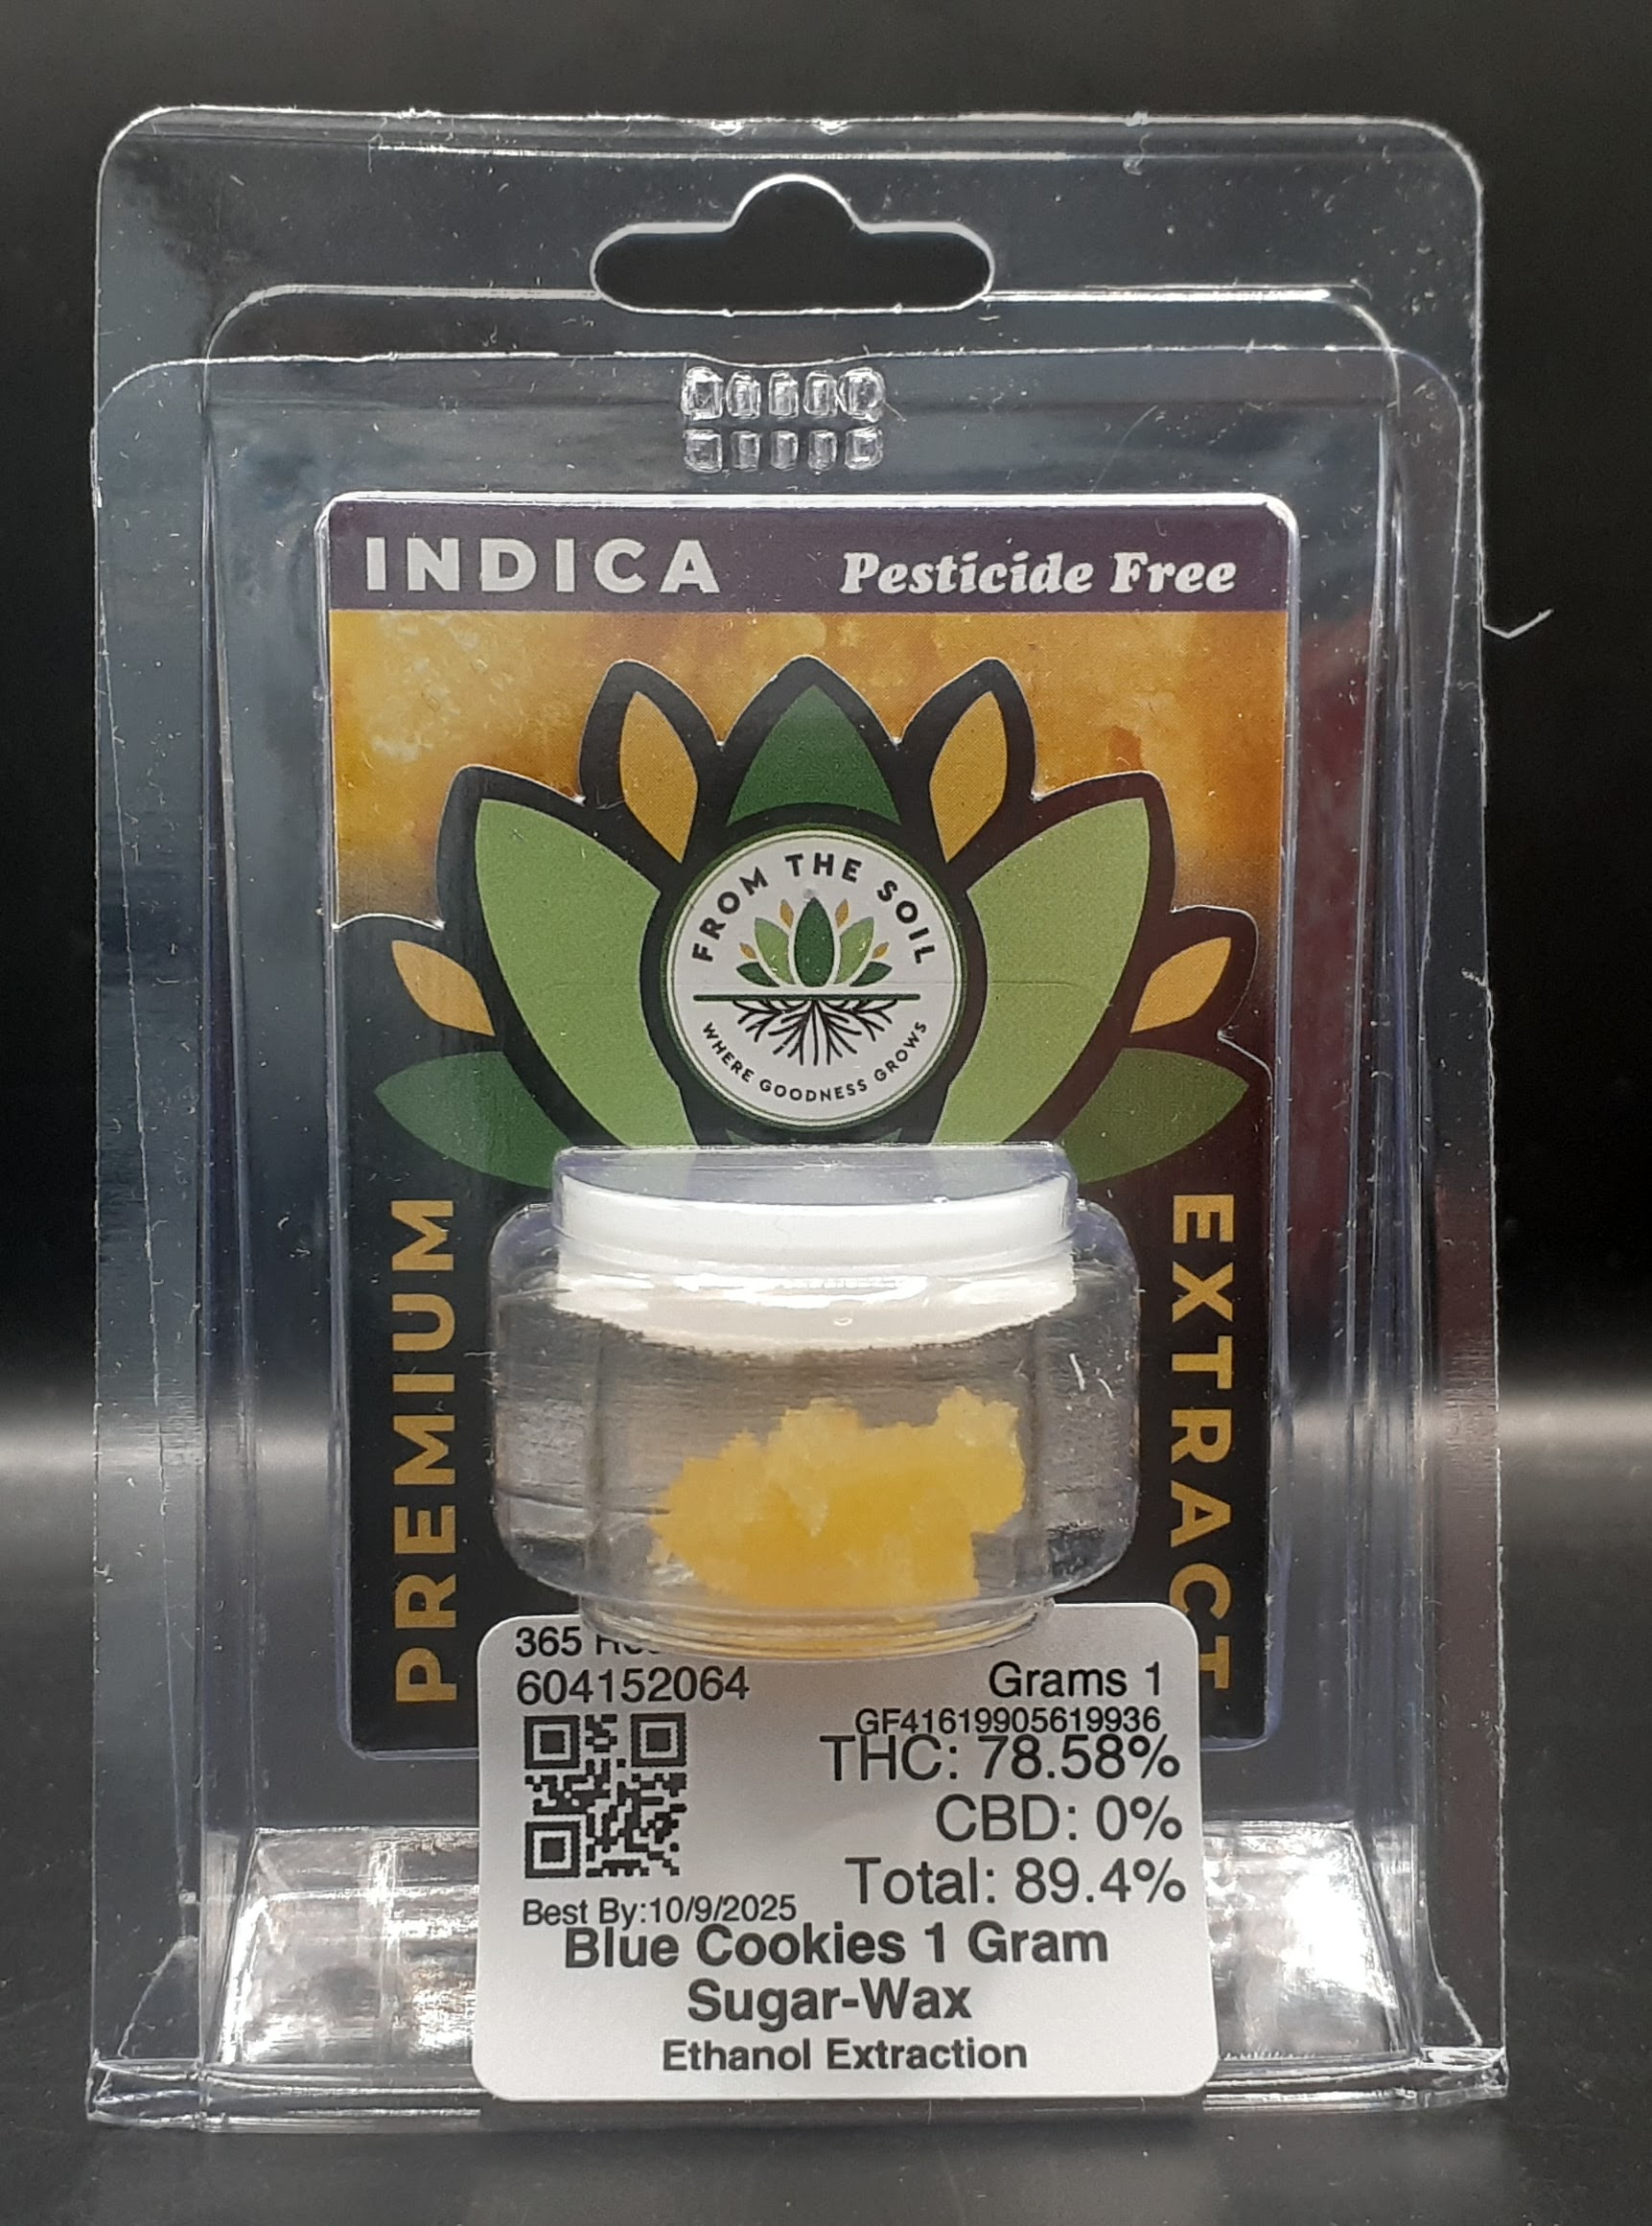 INDICA Pesticide Free
FROM THE SOIL
WHERE GOODNESS GROWS
PREMIUM
EXTRACT
365
604152064
Grams 1
GF41619905619936
THC: 78.58%
CBD: 0%
Total: 89.4%
Best By:10/9/2025
Blue Cookies 1 Gram
Sugar-Wax
Ethanol Extraction